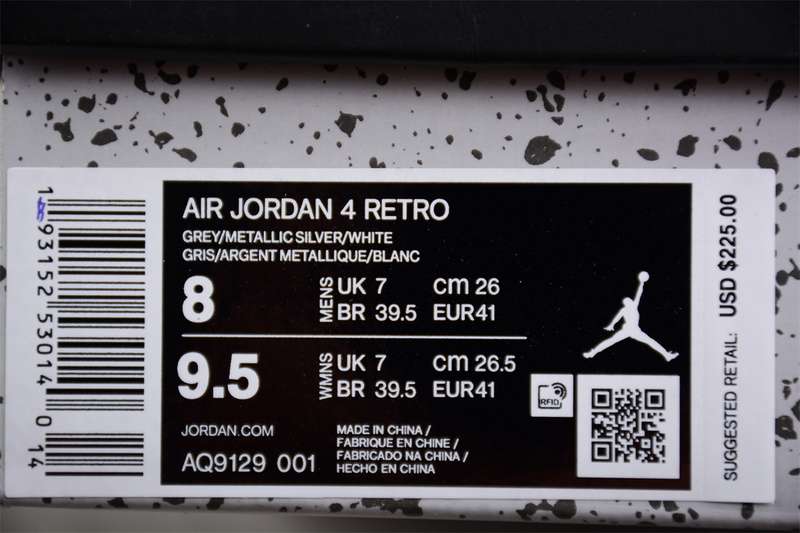 1 93152 53014 0 14
AIR JORDAN 4 RETRO
GREY/METALLIC SILVER/WHITE
GRIS/ARGENT METALLIQUE/BLANC
8 MENS UK 7 cm 26
BR 39.5 EUR41
9.5 WMNS UK 7 cm 26.5
BR 39.5 EUR41
JORDAN.COM
AQ9129 001
MADE IN CHINA /
FABRIQUE EN CHINE /
FABRICADO NA CHINA /
HECHO EN CHINA
RFID
SUGGESTED RETAIL: USD $225.00